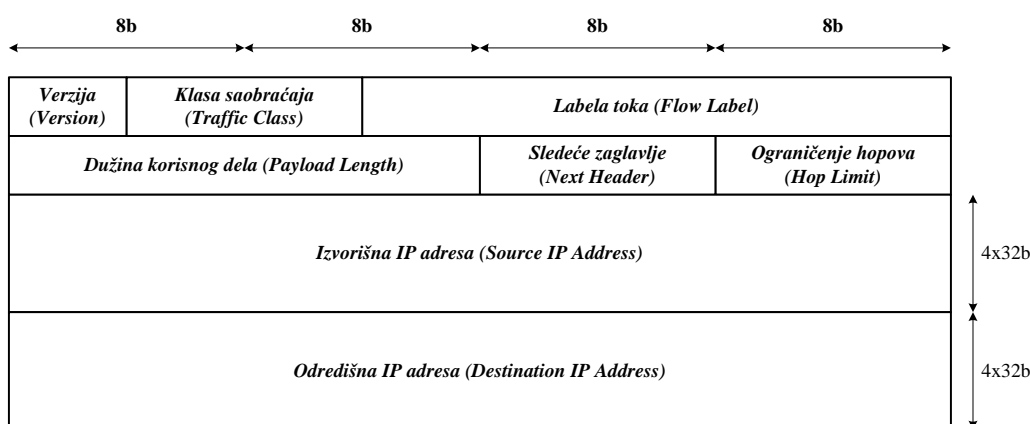 8b 8b 8b 8b
Verzija Klasa saobraćaja
(Version) (Traffic Class) Labela toka (Flow Label)
Dužina korisnog dela (Payload Length) Sledeće zaglavlje Ograničenje hopova
(Next Header) (Hop Limit)
Izvorišna IP adresa (Source IP Address) 4x32b
Odredišna IP adresa (Destination IP Address) 4x32b